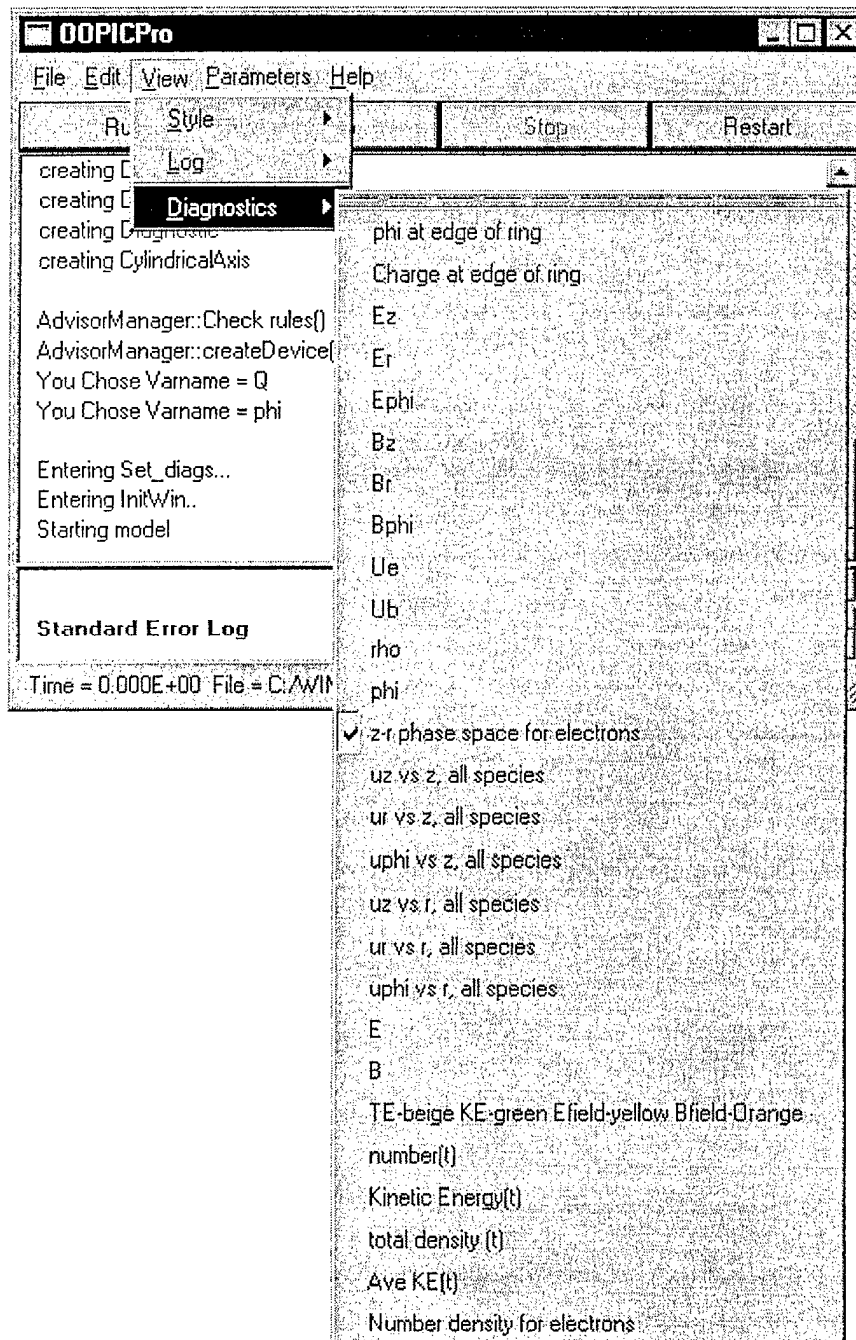 OOPICPro
File Edit View Parameters Help
Style
Stop
Restart
Log
Diagnostics
creating
creating
creating Diagnostic
creating CylindricalAxis
AdvisorManager::Check rules()
AdvisorManager::createDevice(
You Chose Varname = Q
You Chose Varname = phi
Entering Set_diags...
Entering InitWin..
Starting model
Standard Error Log
Time = 0.000E+00 File = C:/WIN
phi at edge of ring
Charge at edge of ring
Ez
Er
Ephi
Bz
Br
Bphi
Ue
Ub
rho
phi
z-r phase space for electrons
uz vs z, all species
ur vs z, all species
uphi vs z, all species
uz vs r, all species
ur vs r, all species
uphi vs r, all species
E
B
TE-beige KE-green Efield-yellow Bfield-Orange
number(t)
Kinetic Energy(t)
total density (t)
Ave KE(t)
Number density for electrons